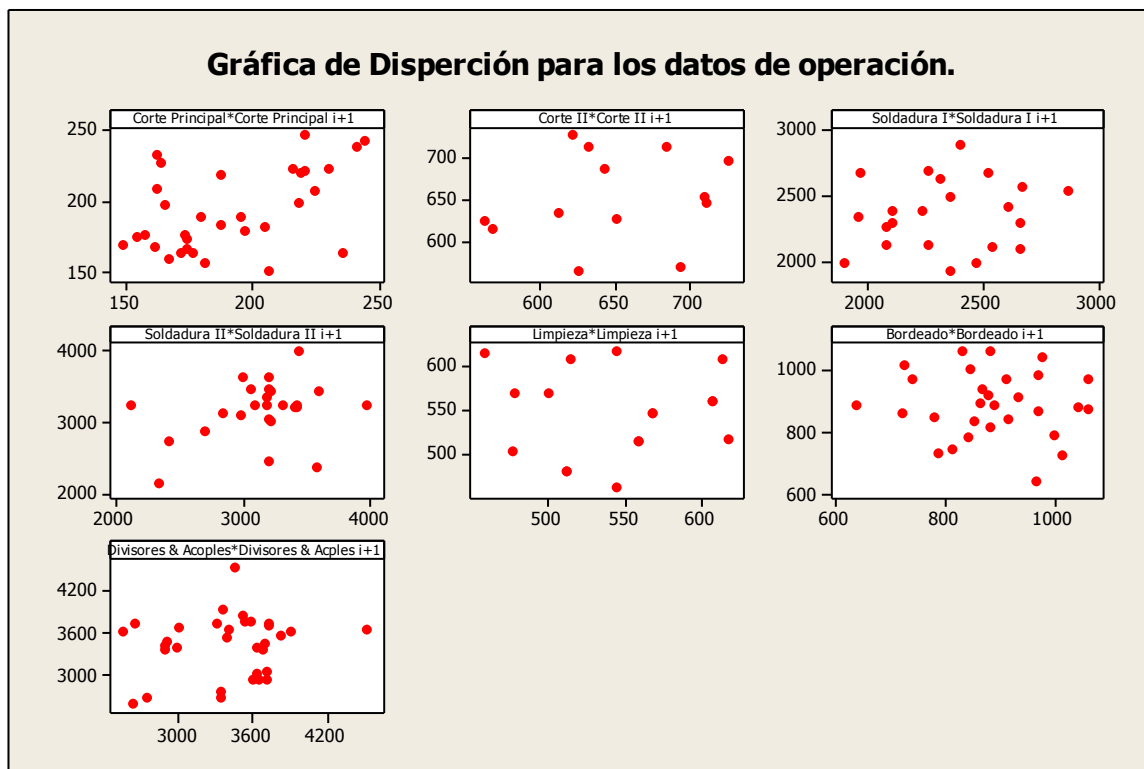 Gráfica de Disperción para los datos de operación.
Corte Principal*Corte Principal i+1
250
200
150
150 200 250
Corte II*Corte II i+1
700
650
600
600 650 700
Soldadura I*Soldadura I i+1
3000
2500
2000
2000 2500 3000
Soldadura II*Soldadura II i+1
4000
3000
2000
2000 3000 4000
Limpieza*Limpieza i+1
600
550
500
500 550 600
Bordeado*Bordeado i+1
1000
800
600
600 800 1000
Divisores & Acoples*Divisores & Acples i+1
4200
3600
3000
3000 3600 4200